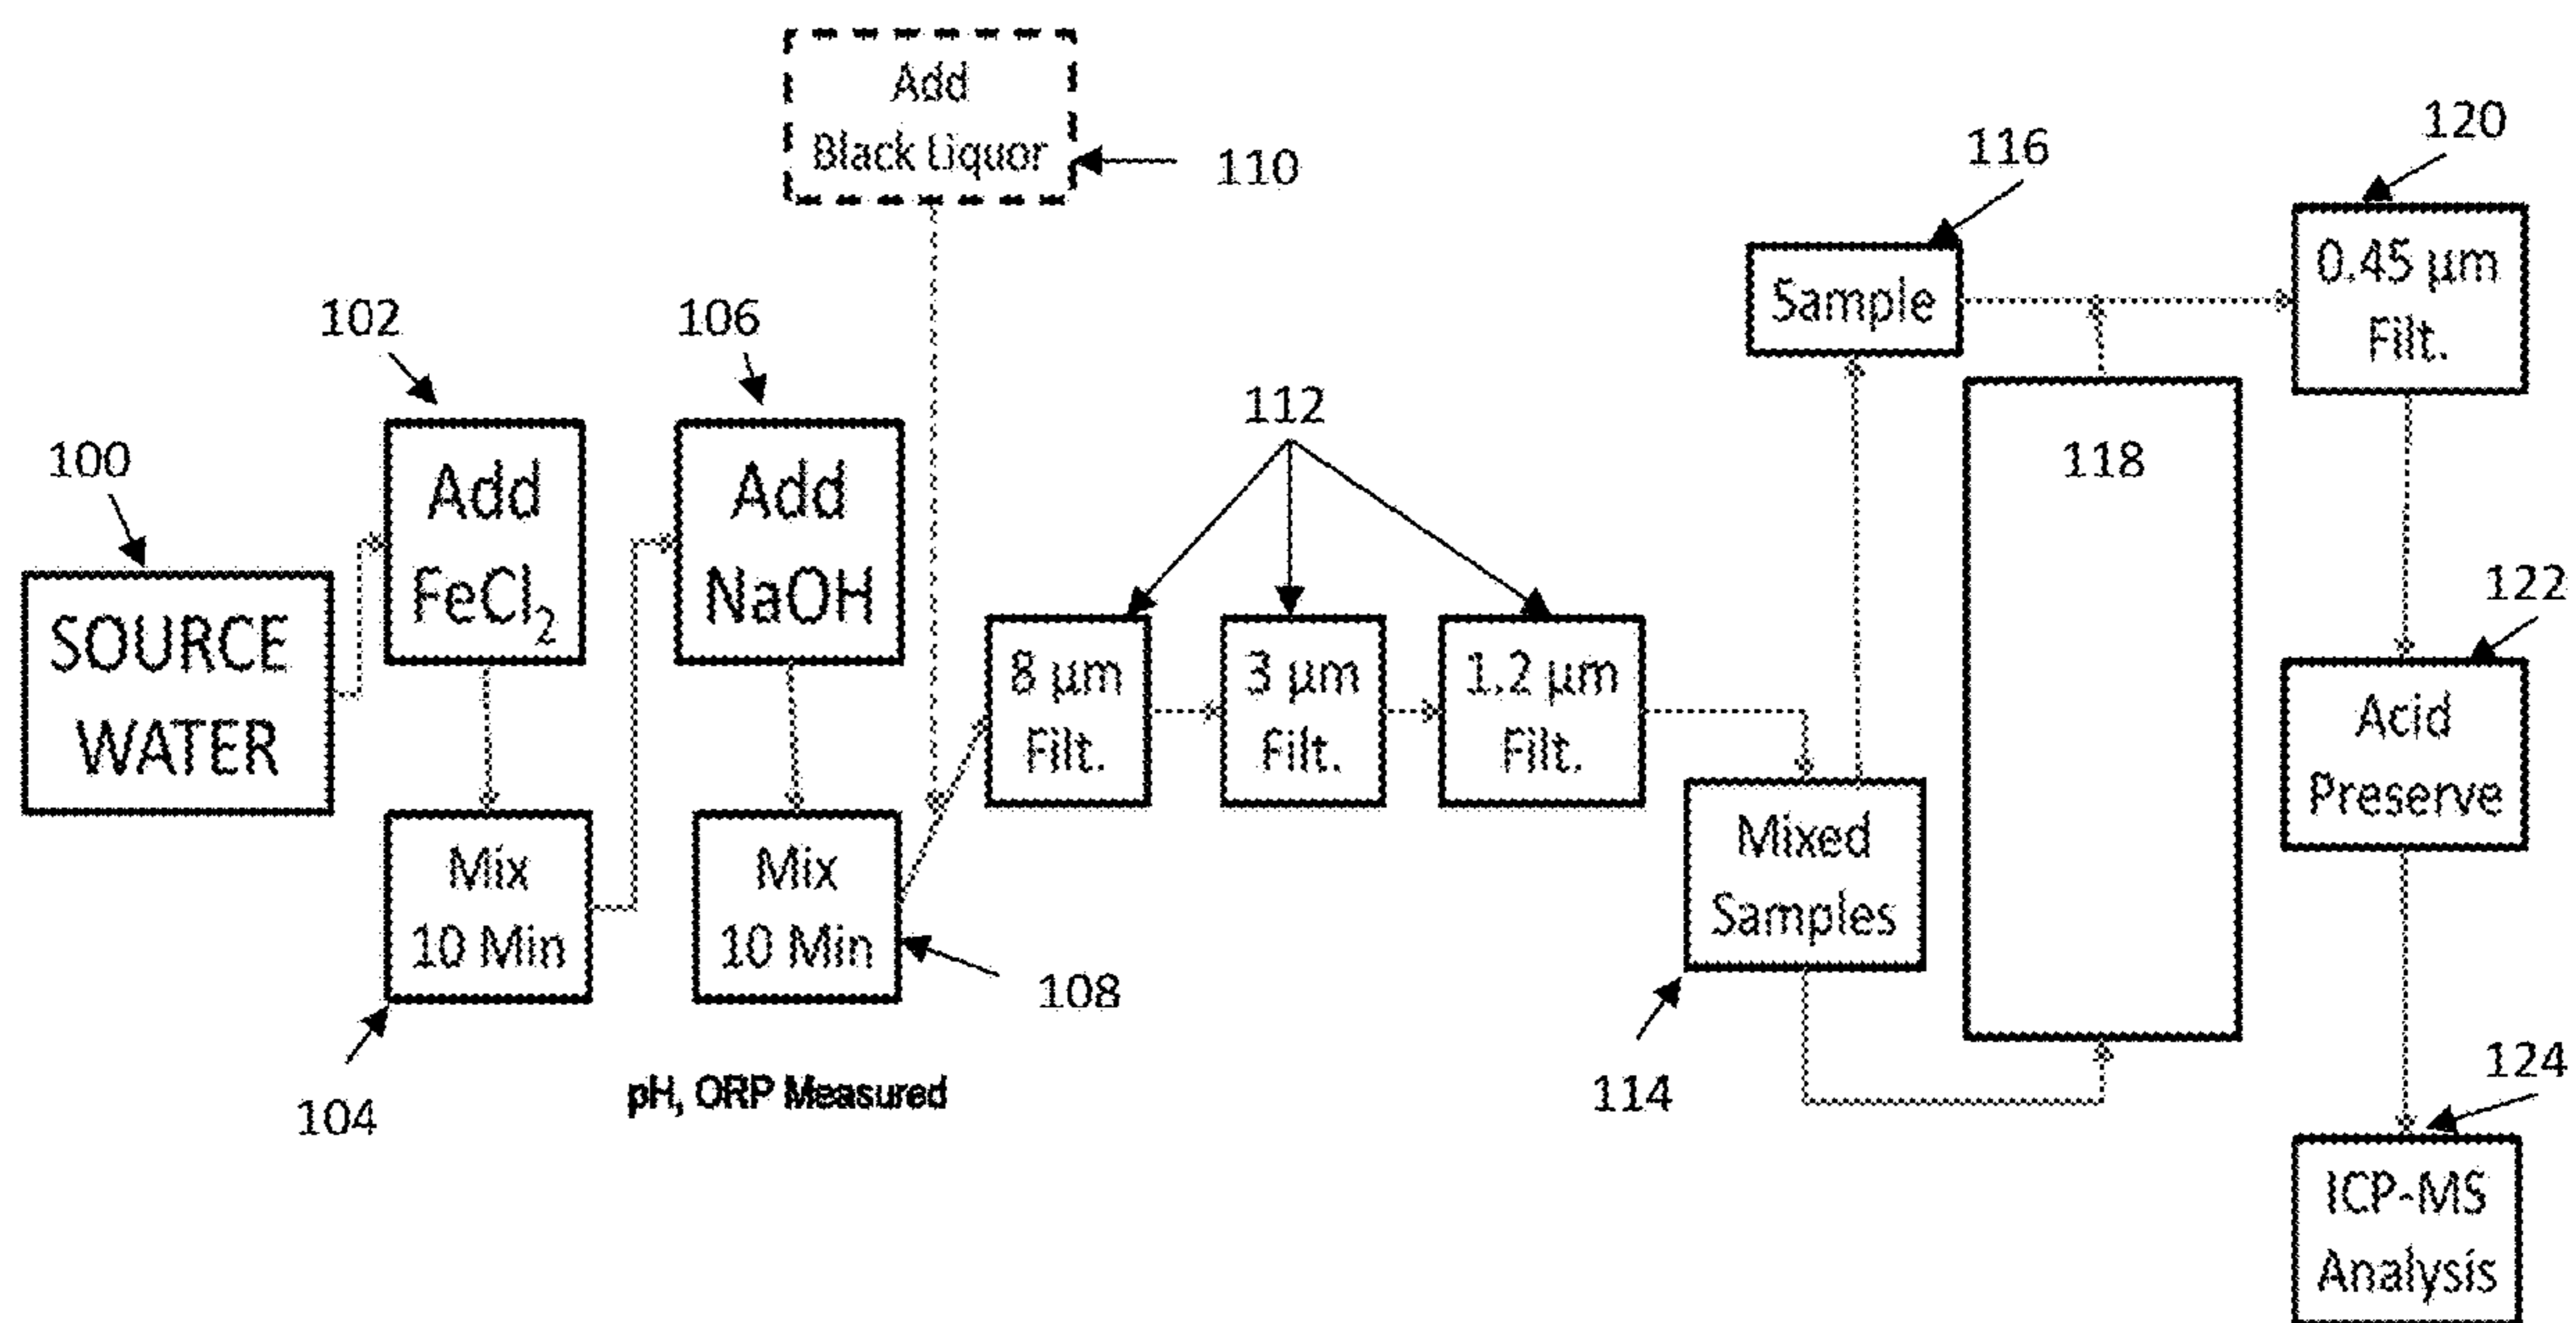 Add
Black Liquor
110
120
116
0.45 µm
Filt.
Sample
102
106
112
100
Add
FeCl₂
Add
NaOH
118
122
SOURCE
WATER
8 µm
Filt.
3 µm
Filt.
1.2 µm
Filt.
Acid
Preserve
Mix
10 Min
Mix
10 Min
Mixed
Samples
108
104
pH, ORP Measured
114
124
ICP-MS
Analysis